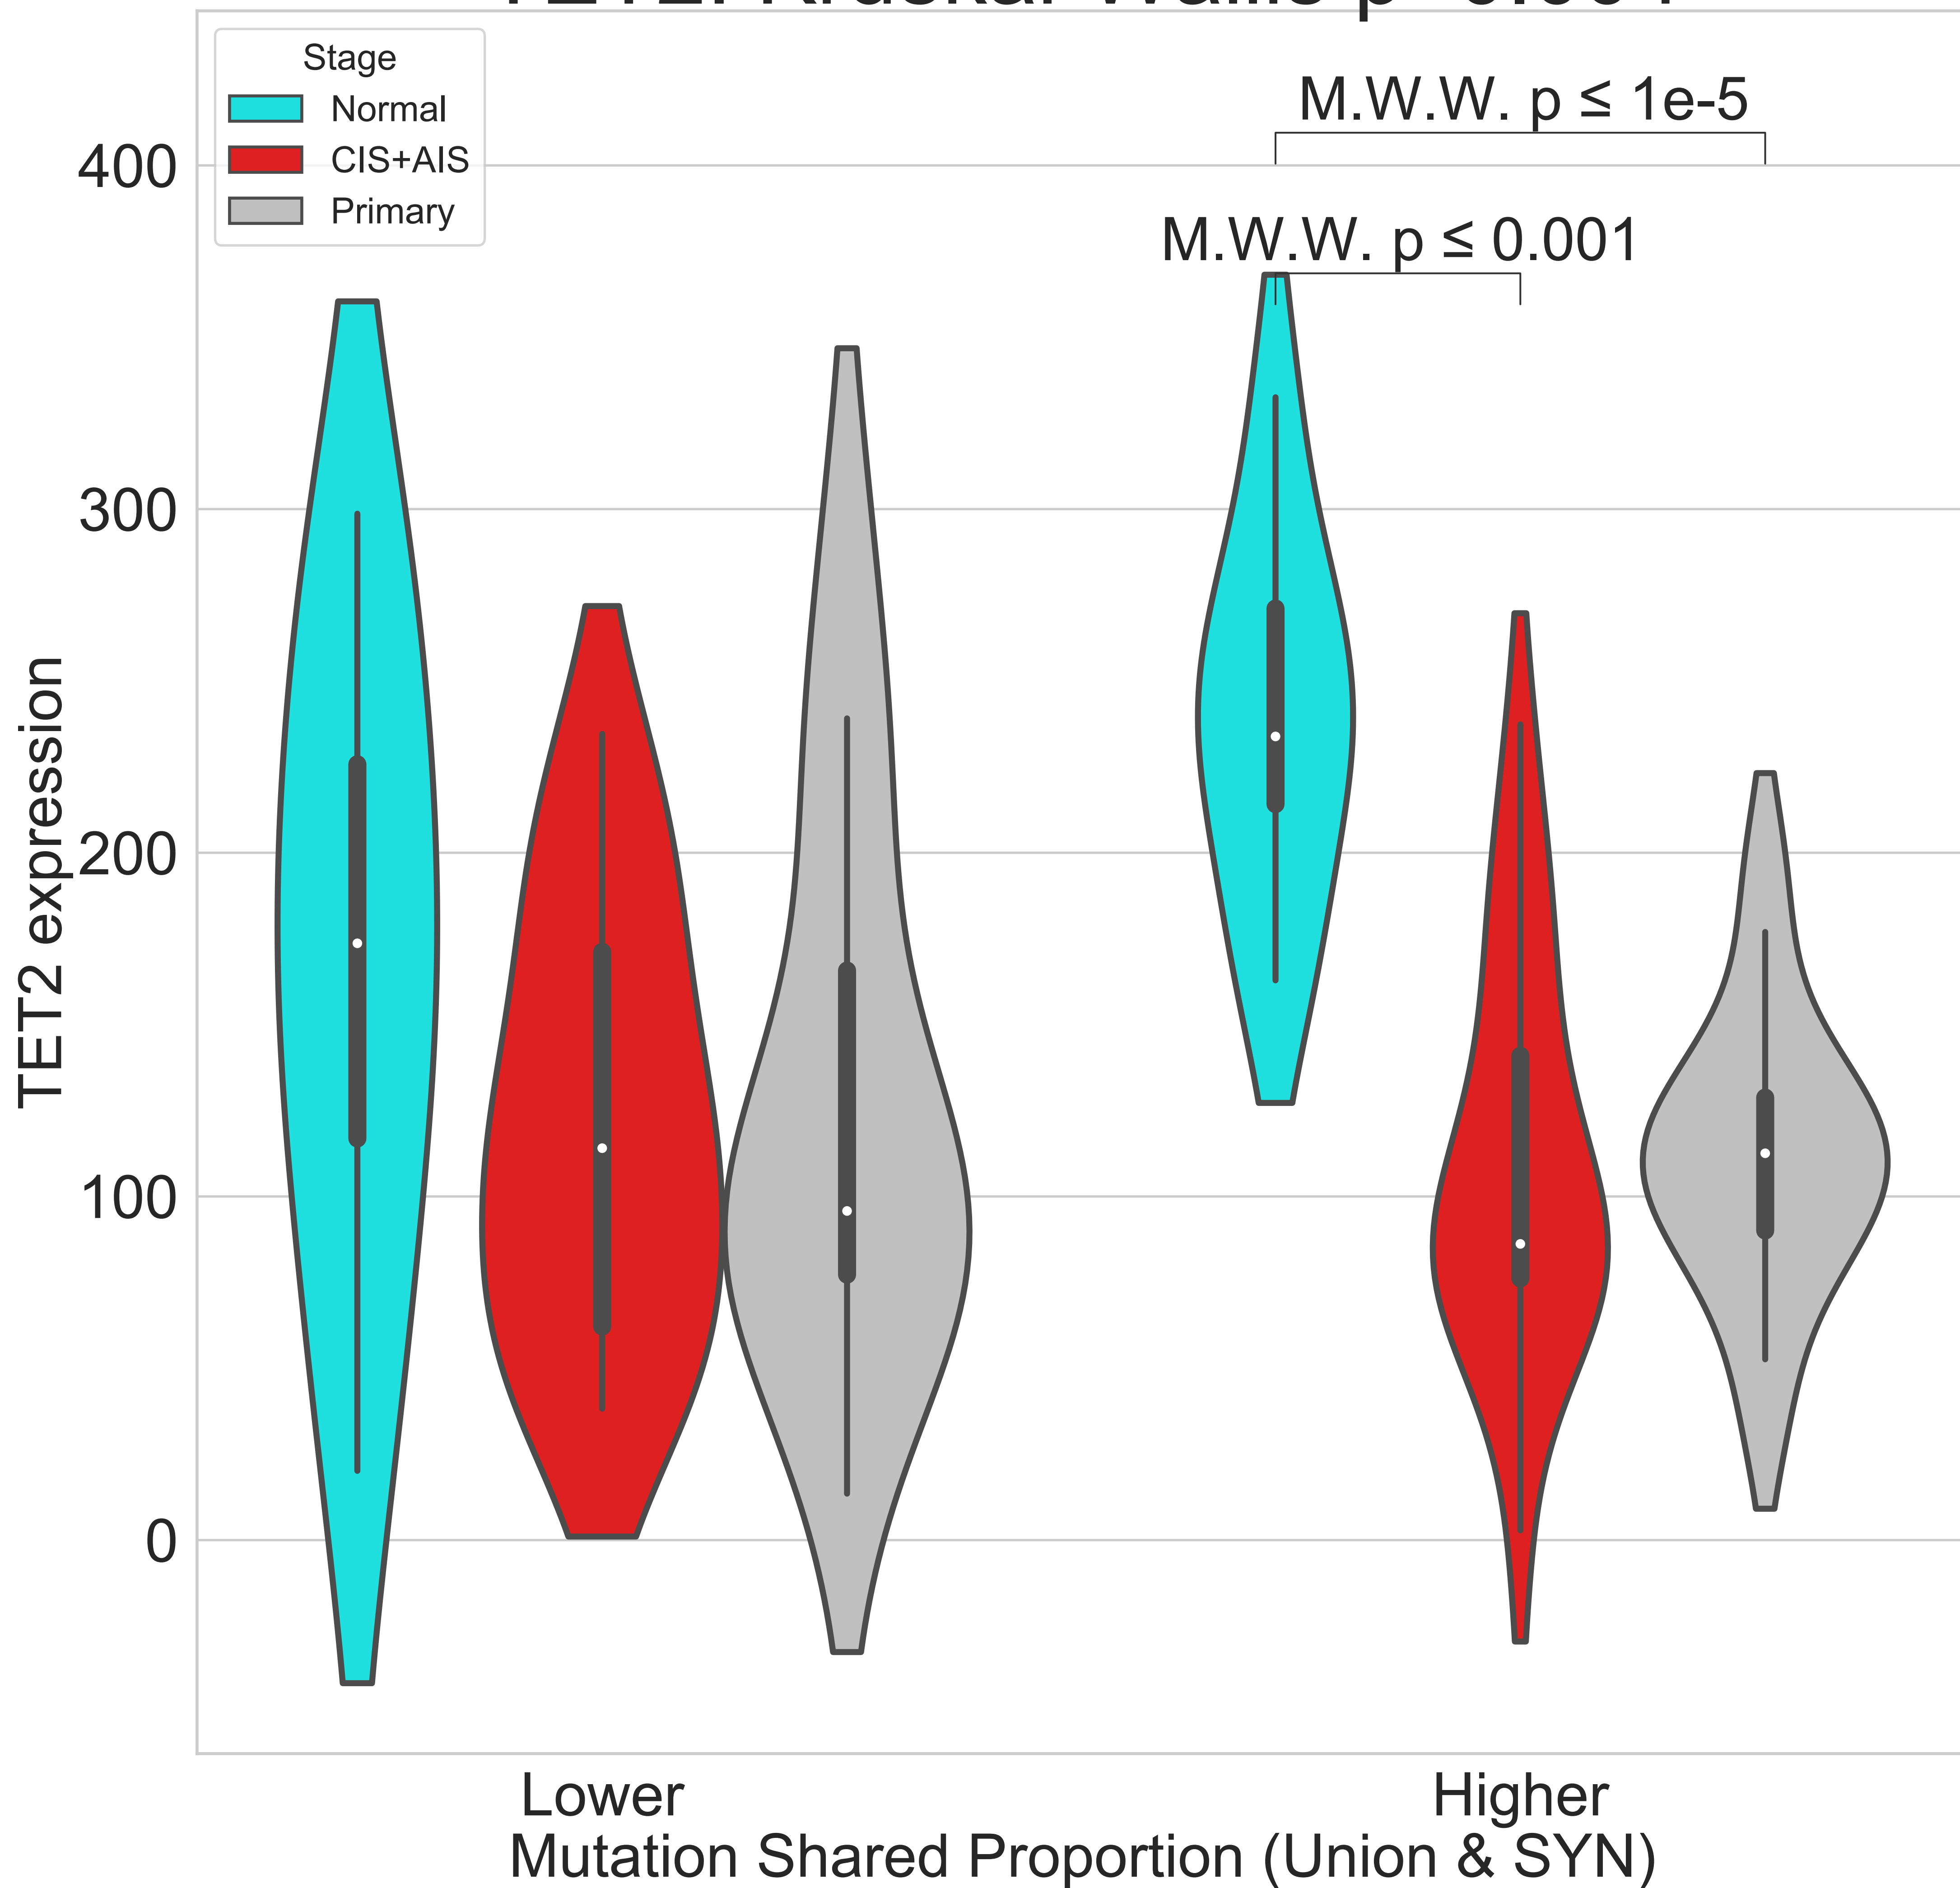 Stage
Normal
CIS+AIS
Primary
M.W.W. p ≤ 1e-5
M.W.W. p ≤ 0.001
400
300
200
100
0
TET2 expression
Lower
Higher
Mutation Shared Proportion (Union & SYN)